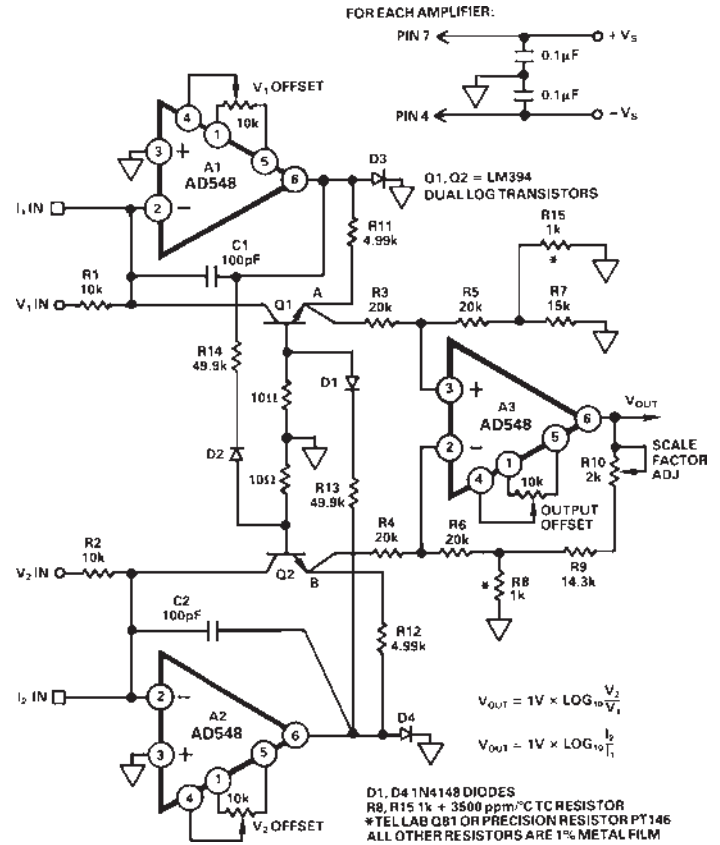 FOR EACH AMPLIFIER:
PIN 7
+ VS
0.1µF
0.1µF
PIN 4
− VS
V1 OFFSET
10k
4
1
3
+
5
A1
AD548
6
2
−
D3
Q1, Q2 = LM394
DUAL LOG TRANSISTORS
I1 IN
C1
100pF
R11
4.99k
R15
1k
*
R1
10k
V1 IN
Q1
A
R3
20k
R5
20k
R7
15k
R14
49.9k
D1
10Ω
3
+
A3
AD548
6
VOUT
2
−
5
1
4
10k
OUTPUT
OFFSET
R10
2k
SCALE
FACTOR
ADJ
D2
10Ω
R13
49.9k
R4
20k
R6
20k
R2
10k
V2 IN
Q2
B
* R8
1k
R9
14.3k
C2
100pF
R12
4.99k
I2 IN
2
−
A2
AD548
6
D4
3
+
5
1
4
10k
V2 OFFSET
VOUT = 1V × LOG10 V2/V1
VOUT = 1V × LOG10 I2/I1
D1, D4 1N4148 DIODES
R8, R15 1k + 3500 ppm/°C TC RESISTOR
*TEL LAB Q81 OR PRECISION RESISTOR PT146
ALL OTHER RESISTORS ARE 1% METAL FILM